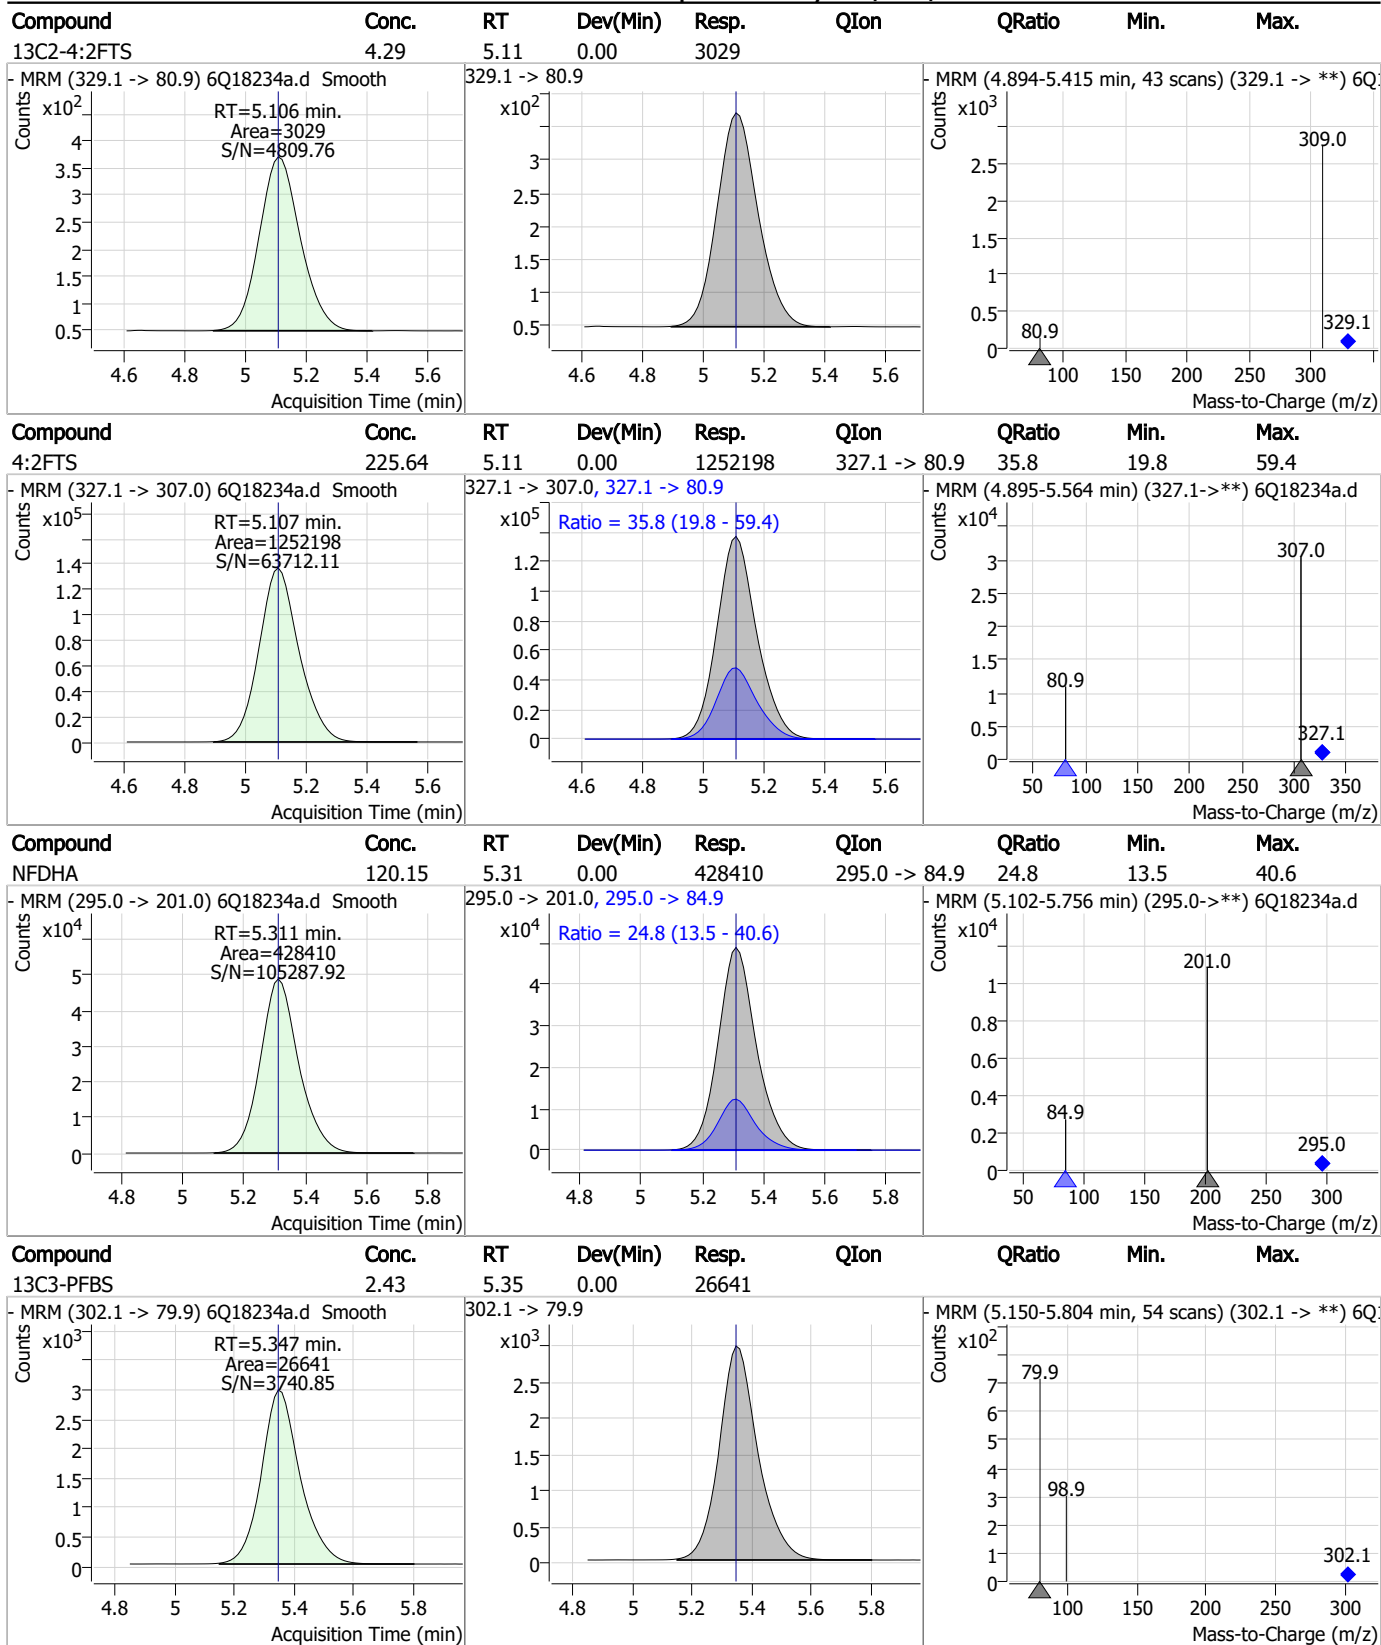 Compound Conc. RT Dev(Min) Resp. QIon QRatio Min. Max.
13C2-4:2FTS 4.29 5.11 0.00 3029
- MRM (329.1 -> 80.9) 6Q18234a.d Smooth
Counts
x10²
RT=5.106 min.
Area=3029
S/N=4809.76
4
3.5
3
2.5
2
1.5
1
0.5
4.6 4.8 5 5.2 5.4 5.6
Acquisition Time (min)
329.1 -> 80.9
x10²
3
2.5
2
1.5
1
0.5
4.6 4.8 5 5.2 5.4 5.6
- MRM (4.894-5.415 min, 43 scans) (329.1 -> **) 6Q
Counts
x10³
309.0
2.5
2
1.5
1
0.5
0
80.9
329.1
100 150 200 250 300
Mass-to-Charge (m/z)
Compound Conc. RT Dev(Min) Resp. QIon QRatio Min. Max.
4:2FTS 225.64 5.11 0.00 1252198 327.1 -> 80.9 35.8 19.8 59.4
- MRM (327.1 -> 307.0) 6Q18234a.d Smooth
Counts
x10⁵
RT=5.107 min.
Area=1252198
S/N=63712.11
1.4
1.2
1
0.8
0.6
0.4
0.2
0
4.6 4.8 5 5.2 5.4 5.6
Acquisition Time (min)
327.1 -> 307.0, 327.1 -> 80.9
x10⁵
Ratio = 35.8 (19.8 - 59.4)
1.2
1
0.8
0.6
0.4
0.2
0
4.6 4.8 5 5.2 5.4 5.6
- MRM (4.895-5.564 min) (327.1->**) 6Q18234a.d
Counts
x10⁴
307.0
3
2.5
2
1.5
1
0.5
0
80.9
327.1
50 100 150 200 250 300 350
Mass-to-Charge (m/z)
Compound Conc. RT Dev(Min) Resp. QIon QRatio Min. Max.
NFDHA 120.15 5.31 0.00 428410 295.0 -> 84.9 24.8 13.5 40.6
- MRM (295.0 -> 201.0) 6Q18234a.d Smooth
Counts
x10⁴
RT=5.311 min.
Area=428410
S/N=105287.92
5
4
3
2
1
0
4.8 5 5.2 5.4 5.6 5.8
Acquisition Time (min)
295.0 -> 201.0, 295.0 -> 84.9
x10⁴
Ratio = 24.8 (13.5 - 40.6)
4
3
2
1
0
4.8 5 5.2 5.4 5.6 5.8
- MRM (5.102-5.756 min) (295.0->**) 6Q18234a.d
Counts
x10⁴
201.0
1
0.8
0.6
0.4
0.2
0
84.9
295.0
50 100 150 200 250 300
Mass-to-Charge (m/z)
Compound Conc. RT Dev(Min) Resp. QIon QRatio Min. Max.
13C3-PFBS 2.43 5.35 0.00 26641
- MRM (302.1 -> 79.9) 6Q18234a.d Smooth
Counts
x10³
RT=5.347 min.
Area=26641
S/N=3740.85
3
2.5
2
1.5
1
0.5
0
4.8 5 5.2 5.4 5.6 5.8
Acquisition Time (min)
302.1 -> 79.9
x10³
2.5
2
1.5
1
0.5
0
4.8 5 5.2 5.4 5.6 5.8
- MRM (5.150-5.804 min, 54 scans) (302.1 -> **) 6Q
Counts
x10²
79.9
7
6
5
4
3
2
1
0
98.9
302.1
100 150 200 250 300
Mass-to-Charge (m/z)